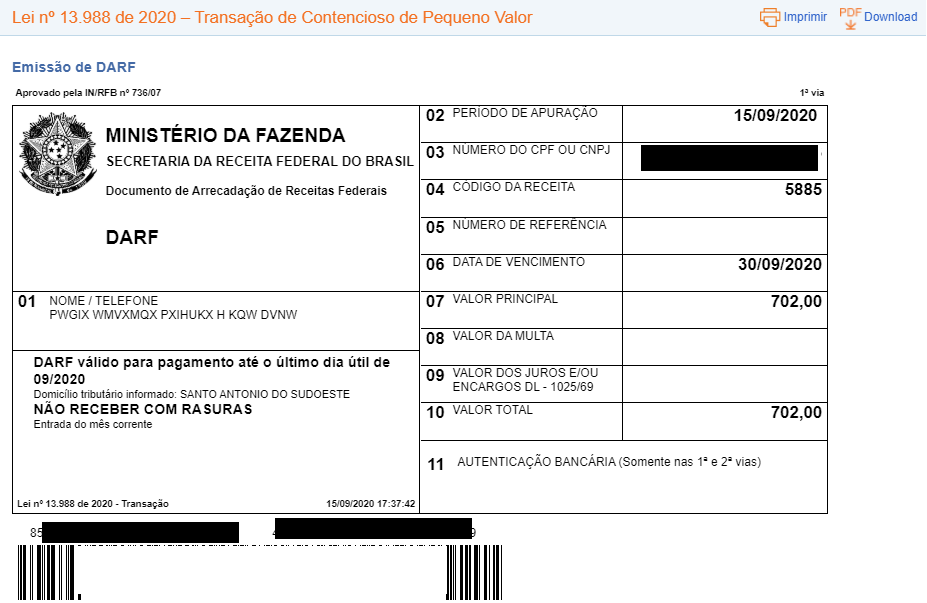 Lei nº 13.988 de 2020 – Transação de Contencioso de Pequeno Valor
Imprimir
PDF
Download
Emissão de DARF
Aprovado pela IN/RFB nº 736/07
1ª via
MINISTÉRIO DA FAZENDA
SECRETARIA DA RECEITA FEDERAL DO BRASIL
Documento de Arrecadação de Receitas Federais
DARF
01 NOME / TELEFONE
PWGIX WMVXMQX PXIHUKX H KQW DVNW
DARF válido para pagamento até o último dia útil de
09/2020
Domicílio tributário informado: SANTO ANTONIO DO SUDOESTE
NÃO RECEBER COM RASURAS
Entrada do mês corrente
Lei nº 13.988 de 2020 - Transação
15/09/2020 17:37:42
02 PERÍODO DE APURAÇÃO 15/09/2020
03 NÚMERO DO CPF OU CNPJ
04 CÓDIGO DA RECEITA 5885
05 NÚMERO DE REFERÊNCIA
06 DATA DE VENCIMENTO 30/09/2020
07 VALOR PRINCIPAL 702,00
08 VALOR DA MULTA
09 VALOR DOS JUROS E/OU
ENCARGOS DL - 1025/69
10 VALOR TOTAL 702,00
11 AUTENTICAÇÃO BANCÁRIA (Somente nas 1ª e 2ª vias)
85